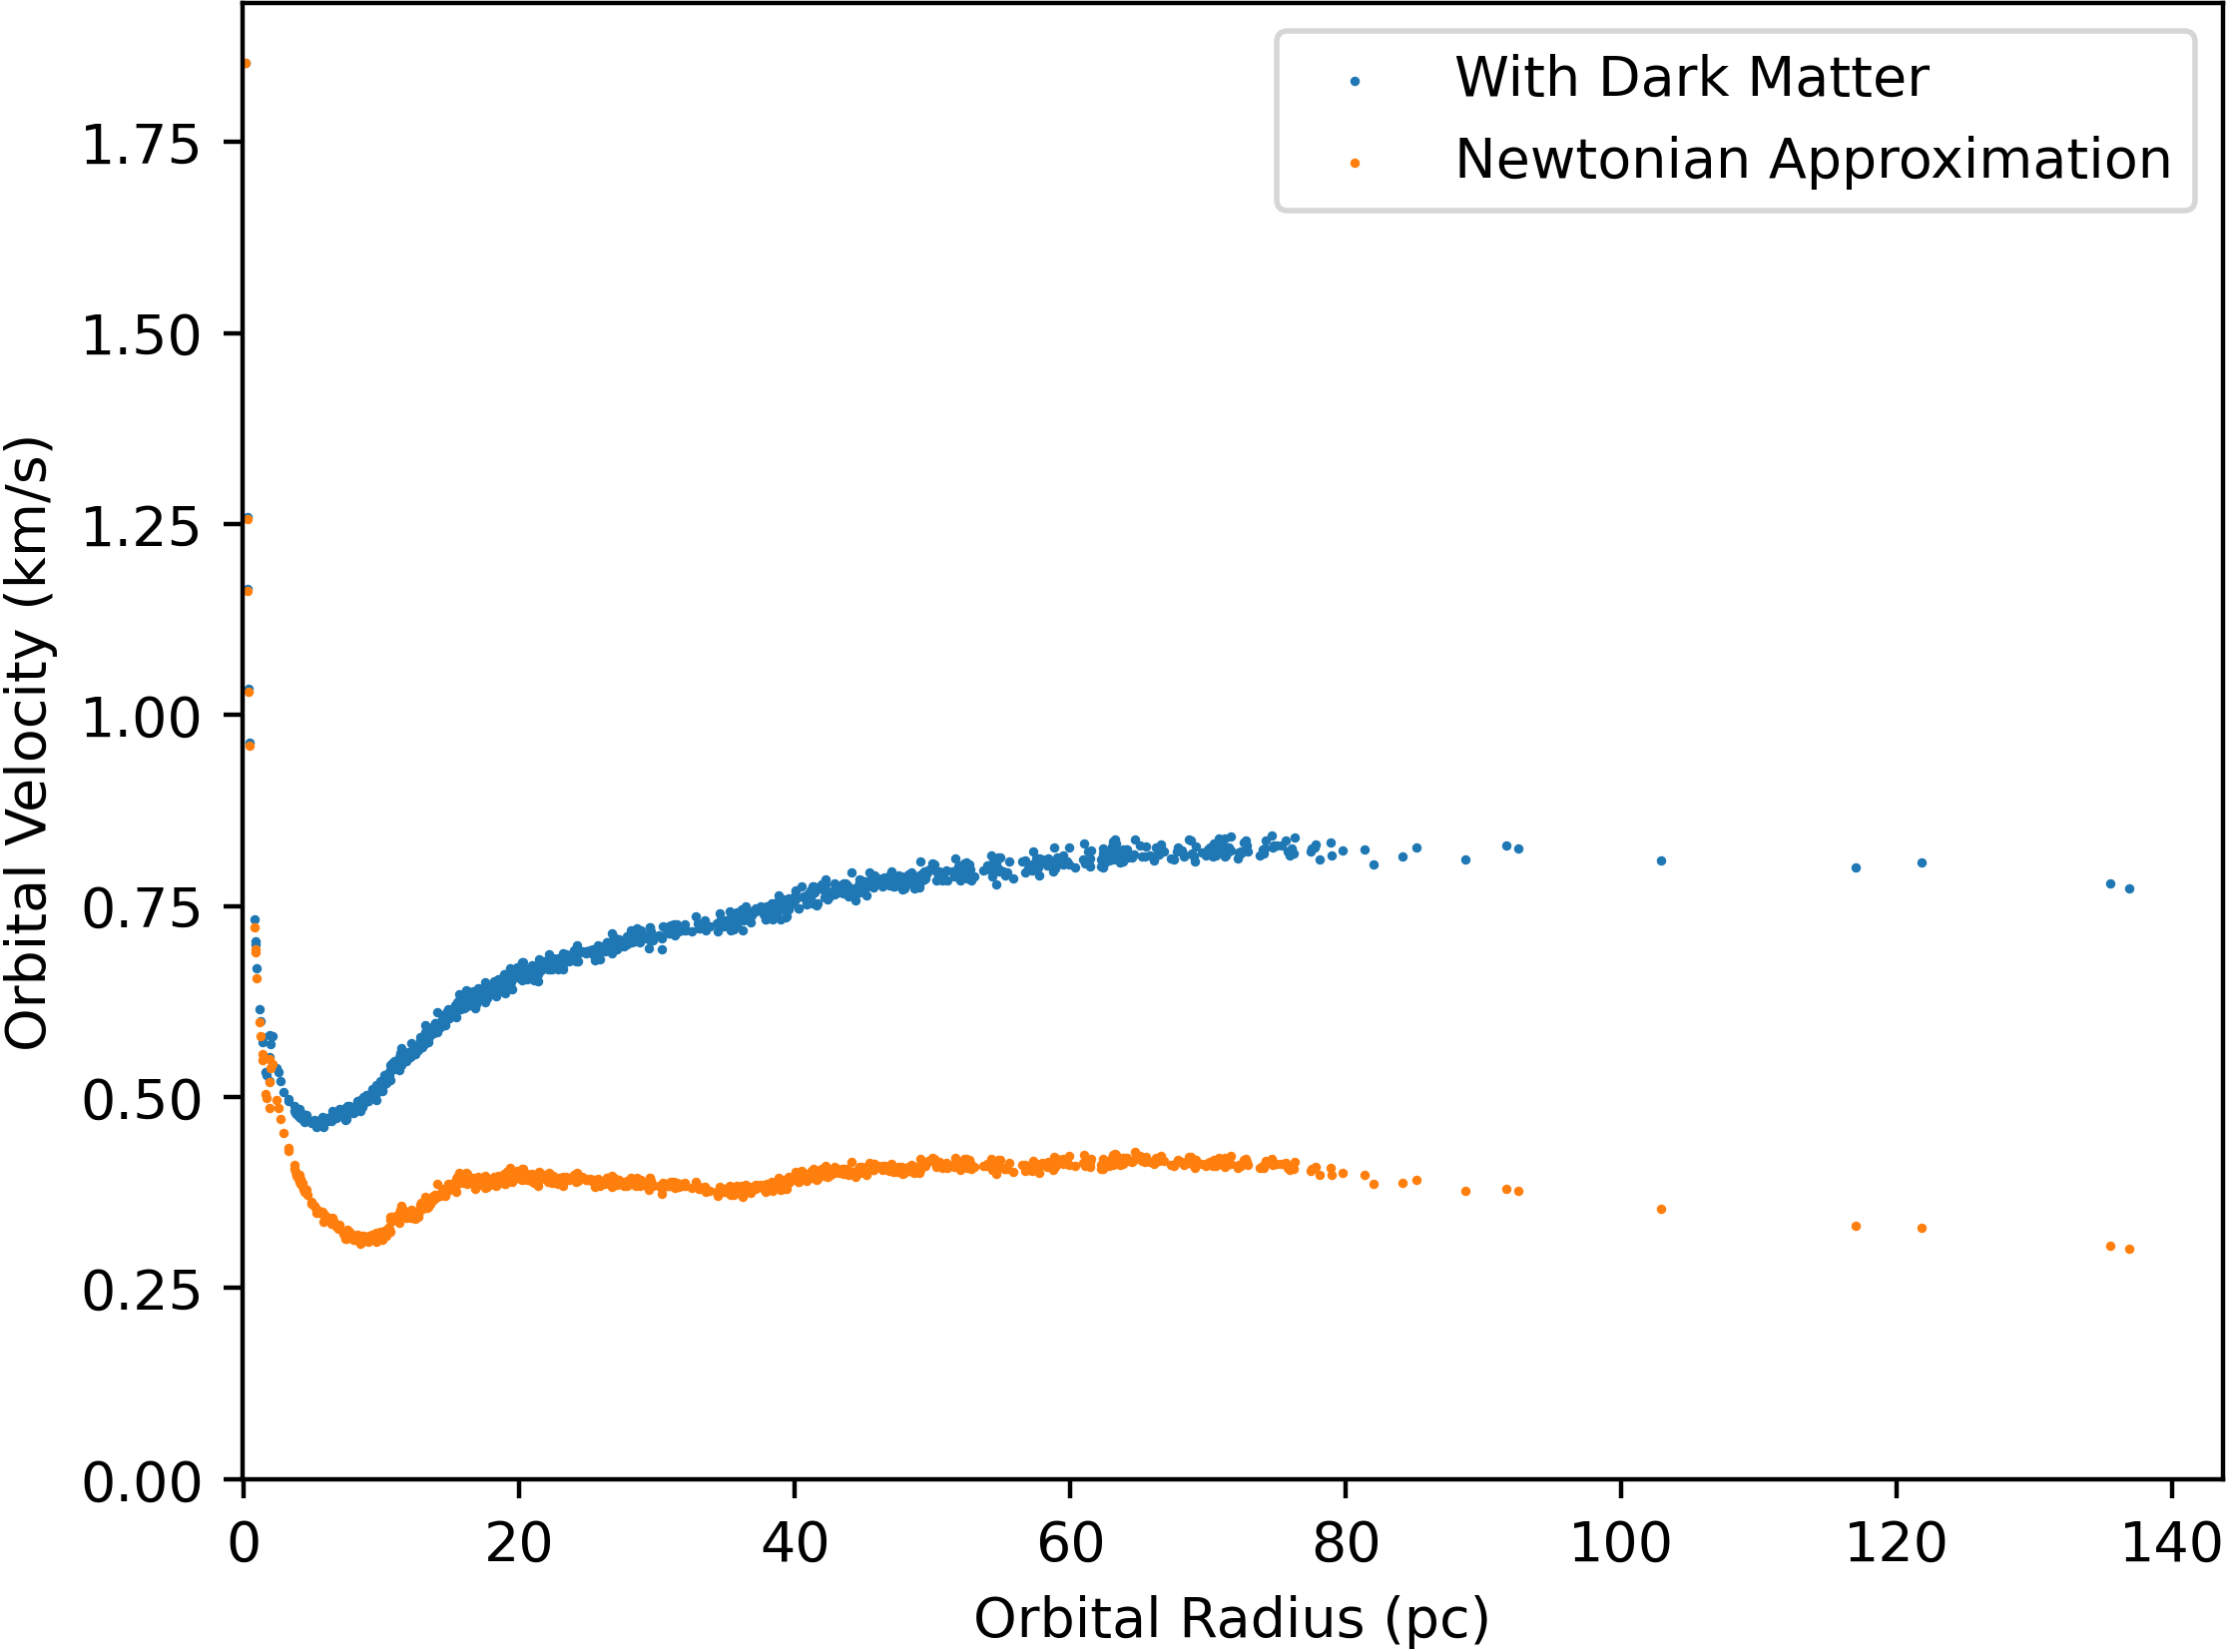 With Dark Matter
Newtonian Approximation
Orbital Velocity (km/s)
1.75
1.50
1.25
1.00
0.75
0.50
0.25
0.00
0 20 40 60 80 100 120 140
Orbital Radius (pc)